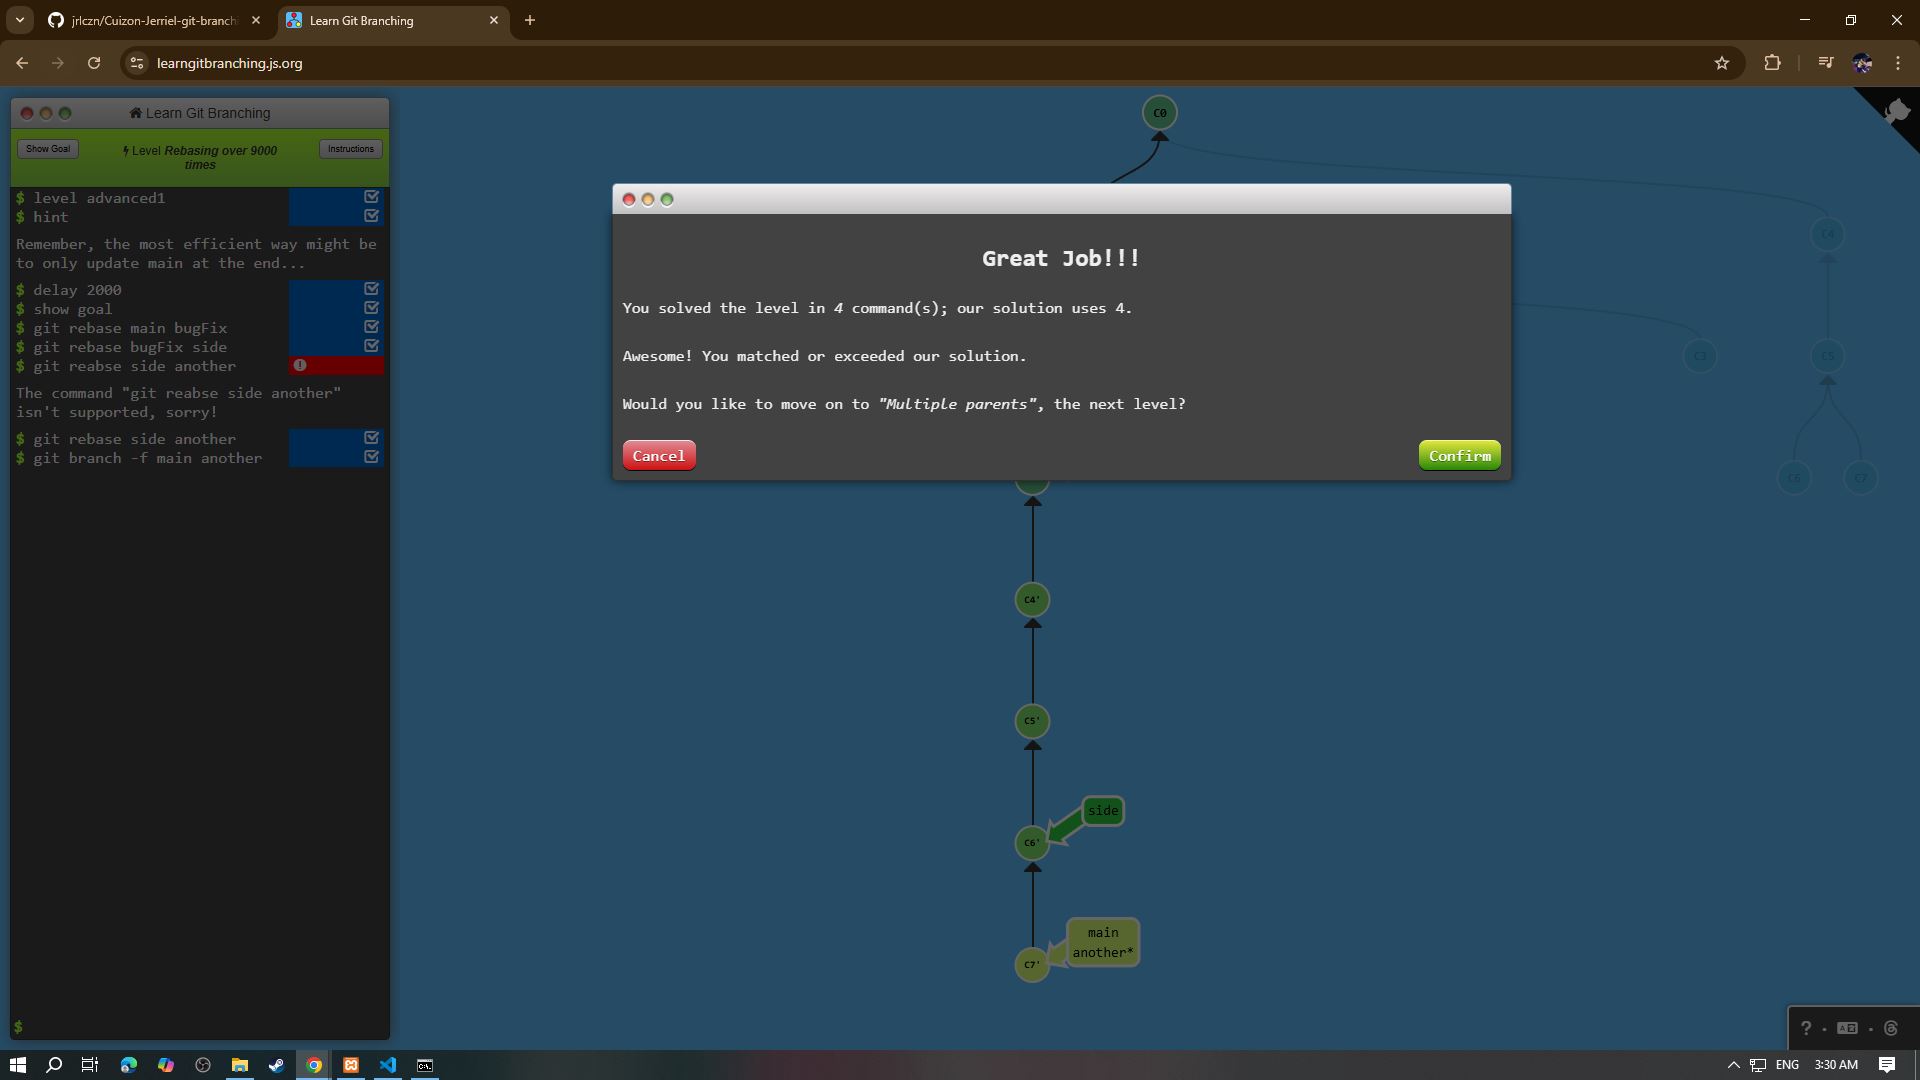 jrlczn/Cuizon-Jerriel-git-branch
Learn Git Branching
learngitbranching.js.org
Learn Git Branching
Show Goal
Level Rebasing over 9000
times
Instructions
$ level advanced1
$ hint
Remember, the most efficient way might be
to only update main at the end...
$ delay 2000
$ show goal
$ git rebase main bugFix
$ git rebase bugFix side
$ git reabse side another
The command "git reabse side another"
isn't supported, sorry!
$ git rebase side another
$ git branch -f main another
$
C0
C4
C3
C5
C6
C7
Great Job!!!
You solved the level in 4 command(s); our solution uses 4.
Awesome! You matched or exceeded our solution.
Would you like to move on to "Multiple parents", the next level?
Cancel
Confirm
C4'
C5'
side
C6'
main
another*
C7'
?
ENG
3:30 AM